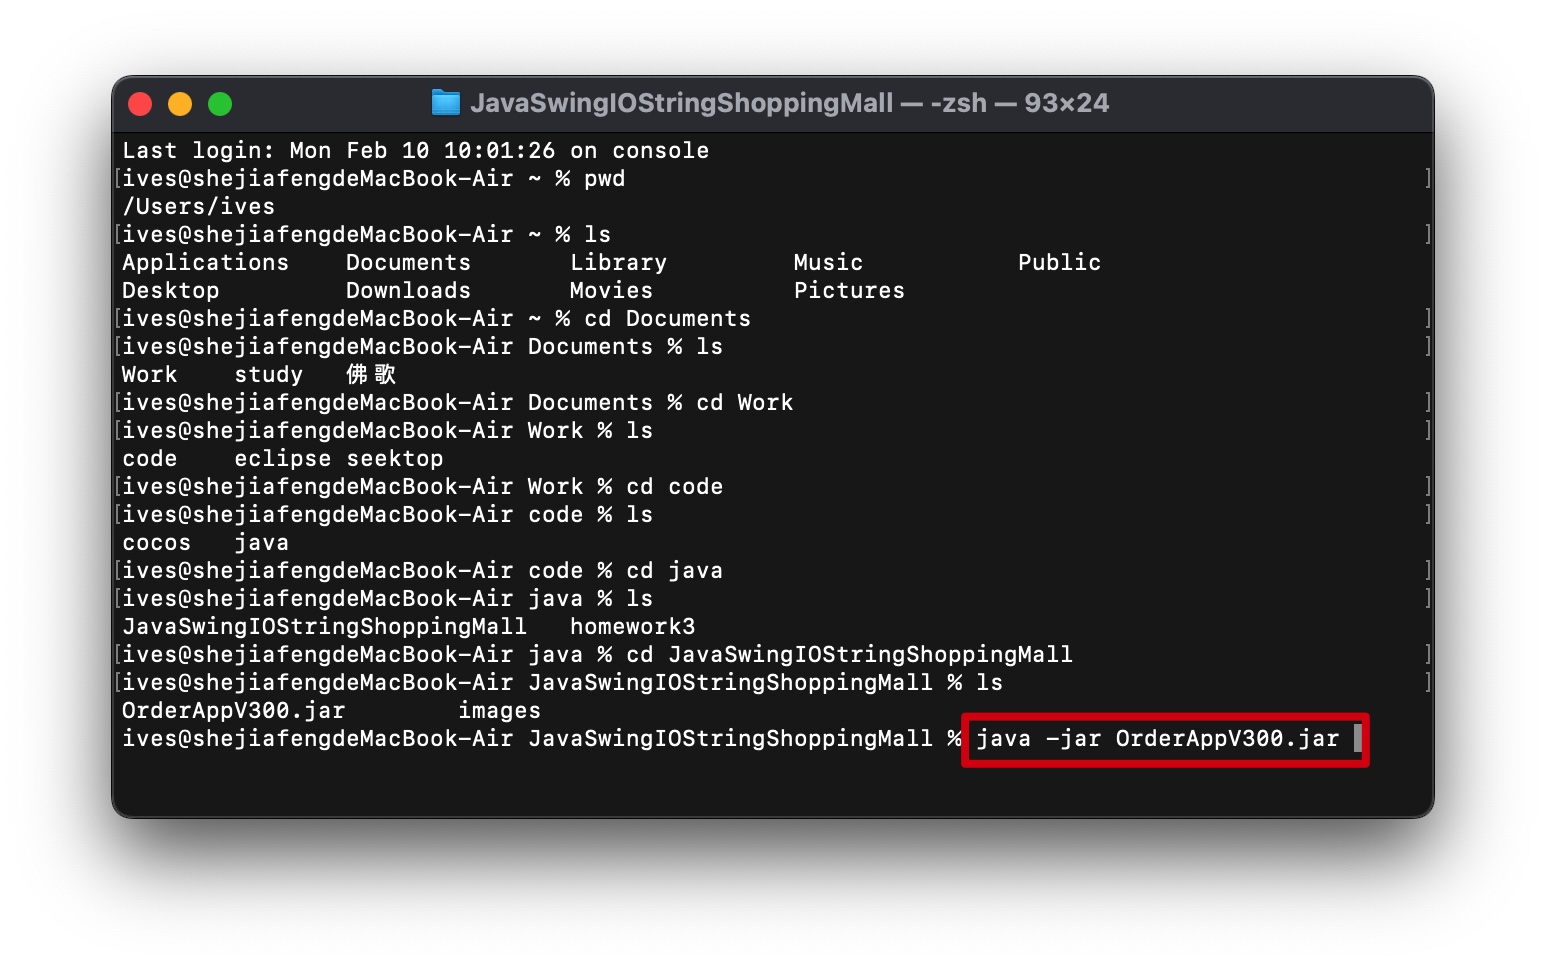 JavaSwingIOStringShoppingMall — -zsh — 93×24
Last login: Mon Feb 10 10:01:26 on console
[ives@shejiafengdeMacBook-Air ~ % pwd ]
/Users/ives
[ives@shejiafengdeMacBook-Air ~ % ls ]
Applications Documents Library Music Public
Desktop Downloads Movies Pictures
[ives@shejiafengdeMacBook-Air ~ % cd Documents ]
[ives@shejiafengdeMacBook-Air Documents % ls ]
Work study 佛歌
[ives@shejiafengdeMacBook-Air Documents % cd Work ]
[ives@shejiafengdeMacBook-Air Work % ls ]
code eclipse seektop
[ives@shejiafengdeMacBook-Air Work % cd code ]
[ives@shejiafengdeMacBook-Air code % ls ]
cocos java
[ives@shejiafengdeMacBook-Air code % cd java ]
[ives@shejiafengdeMacBook-Air java % ls ]
JavaSwingIOStringShoppingMall homework3
[ives@shejiafengdeMacBook-Air java % cd JavaSwingIOStringShoppingMall ]
[ives@shejiafengdeMacBook-Air JavaSwingIOStringShoppingMall % ls ]
OrderAppV300.jar images
ives@shejiafengdeMacBook-Air JavaSwingIOStringShoppingMall % java -jar OrderAppV300.jar